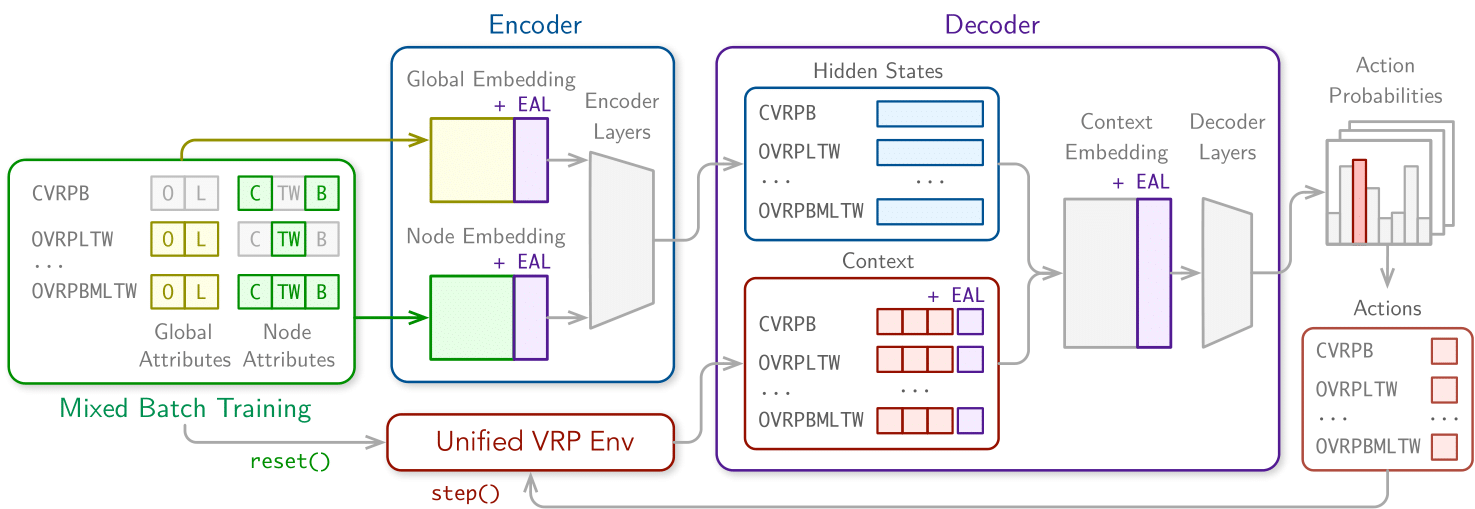 Encoder
Decoder
Global Embedding
+ EAL
Encoder
Layers
Node Embedding
+ EAL
CVRPB
O L
C TW B
OVRPLTW
O L
C TW B
...
OVRPBMLTW
O L
C TW B
Global
Attributes
Node
Attributes
Mixed Batch Training
reset()
Unified VRP Env
step()
Hidden States
CVRPB
OVRPLTW
... ...
OVRPBMLTW
Context
+ EAL
CVRPB
OVRPLTW
... ...
OVRPBMLTW
Context
Embedding
+ EAL
Decoder
Layers
Action
Probabilities
Actions
CVRPB
OVRPLTW
... ...
OVRPBMLTW